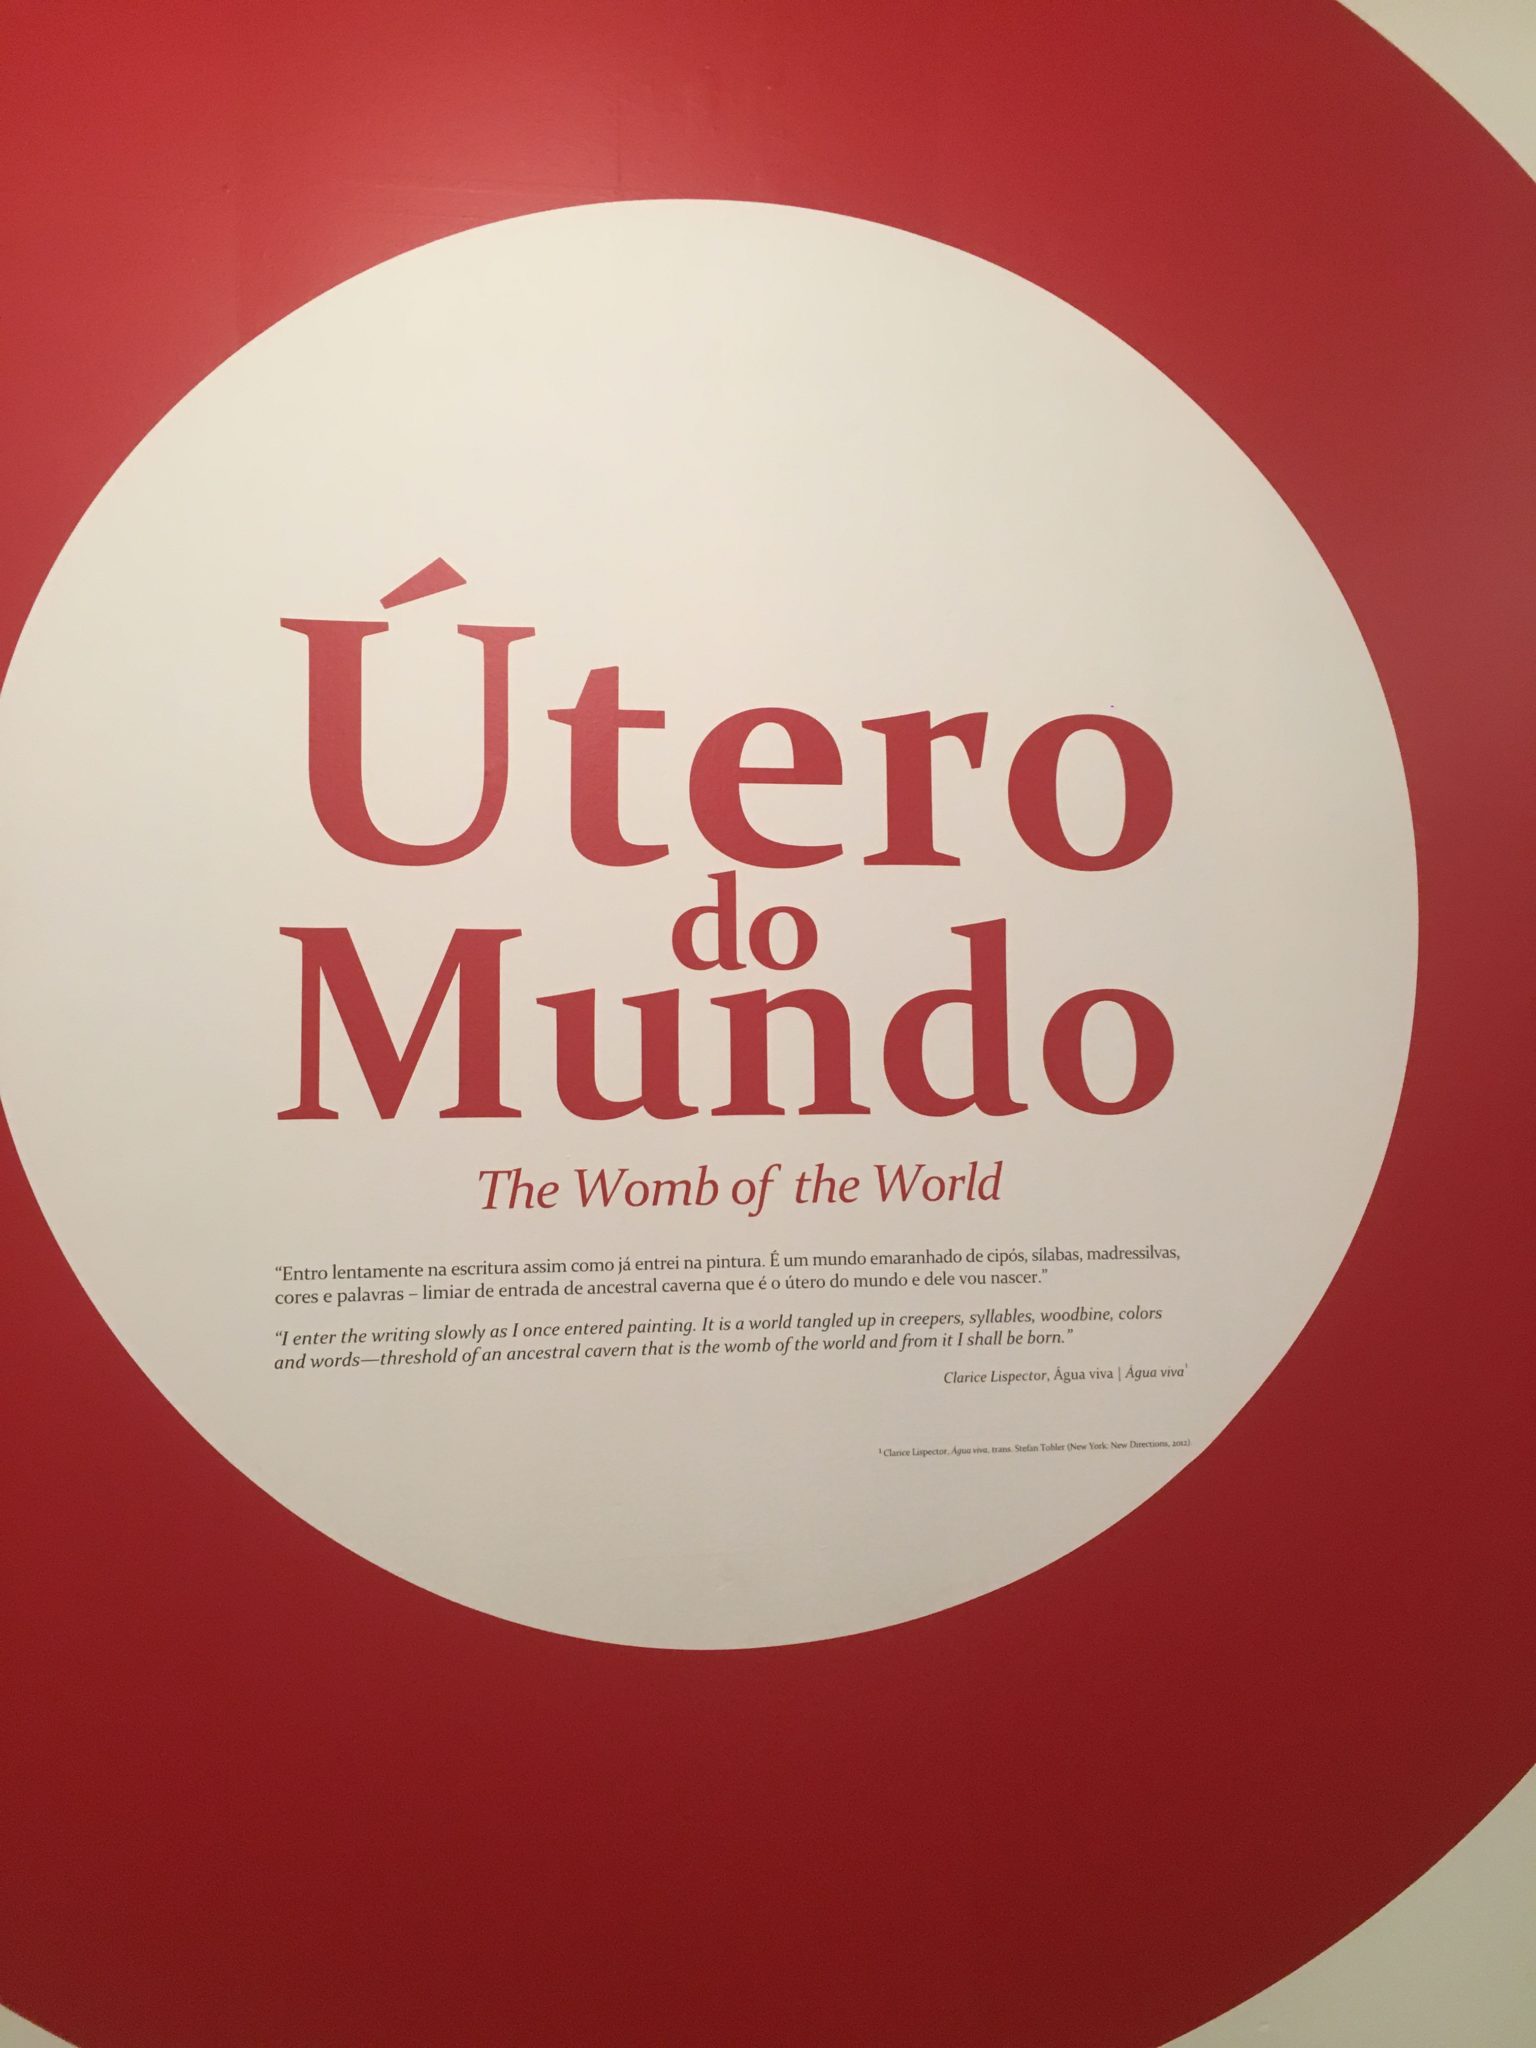 Útero
do
Mundo
The Womb of the World
“Entro lentamente na escritura assim como já entrei na pintura. É um mundo emaranhado de cipós, sílabas, madressilvas,
cores e palavras – limiar de entrada de ancestral caverna que é o útero do mundo e dele vou nascer.”
“I enter the writing slowly as I once entered painting. It is a world tangled up in creepers, syllables, woodbine, colors
and words—threshold of an ancestral cavern that is the womb of the world and from it I shall be born.”
Clarice Lispector, Água viva | Água viva¹
¹ Clarice Lispector, Água viva, trans. Stefan Tobler (New York: New Directions, 2012).